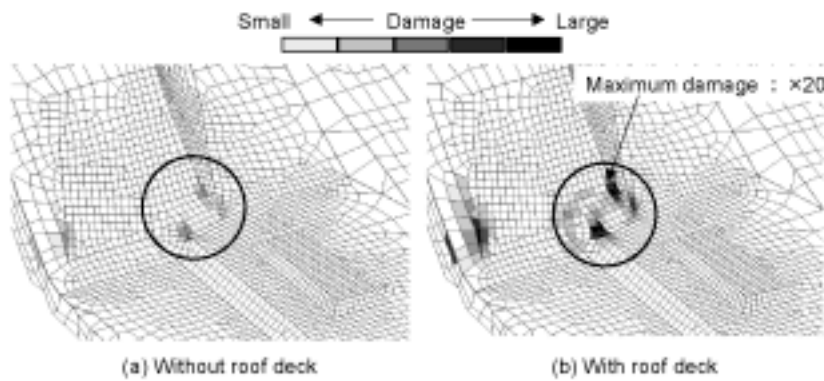 Small Damage Large
Maximum damage : ×20
(a) Without roof deck
(b) With roof deck